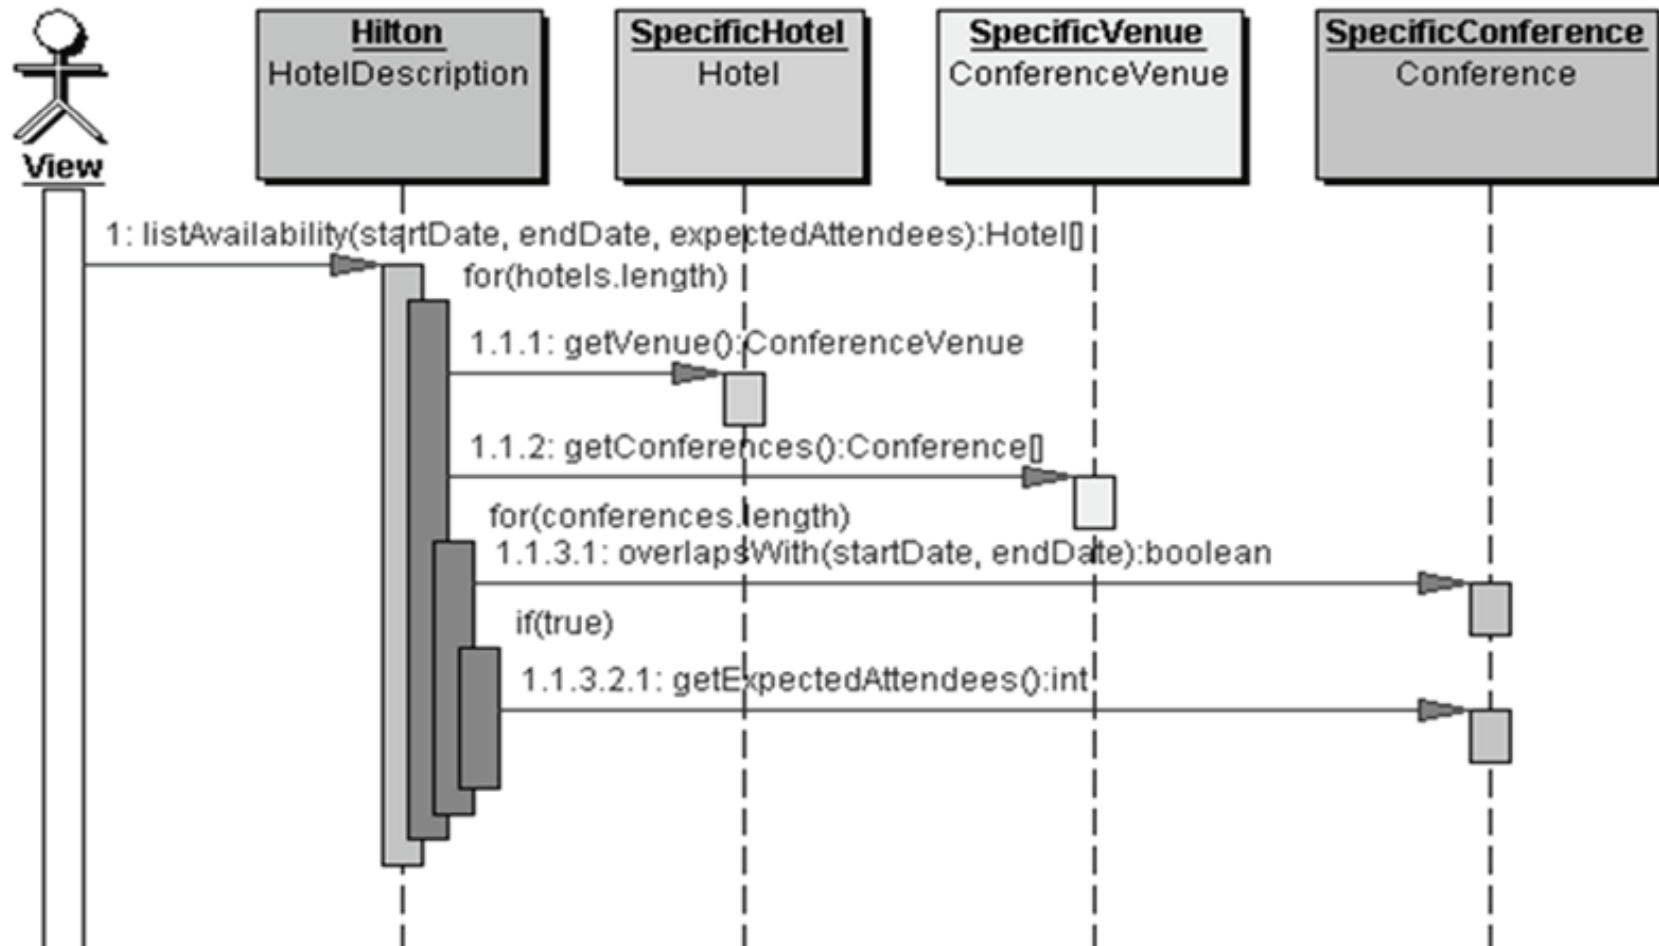 Hilton
HotelDescription
SpecificHotel
Hotel
SpecificVenue
ConferenceVenue
SpecificConference
Conference
View
1: listAvailability(startDate, endDate, expectedAttendees):Hotel[]
for(hotels.length)
1.1.1: getVenue():ConferenceVenue
1.1.2: getConferences():Conference[]
for(conferences.length)
1.1.3.1: overlapsWith(startDate, endDate):boolean
if(true)
1.1.3.2.1: getExpectedAttendees():int